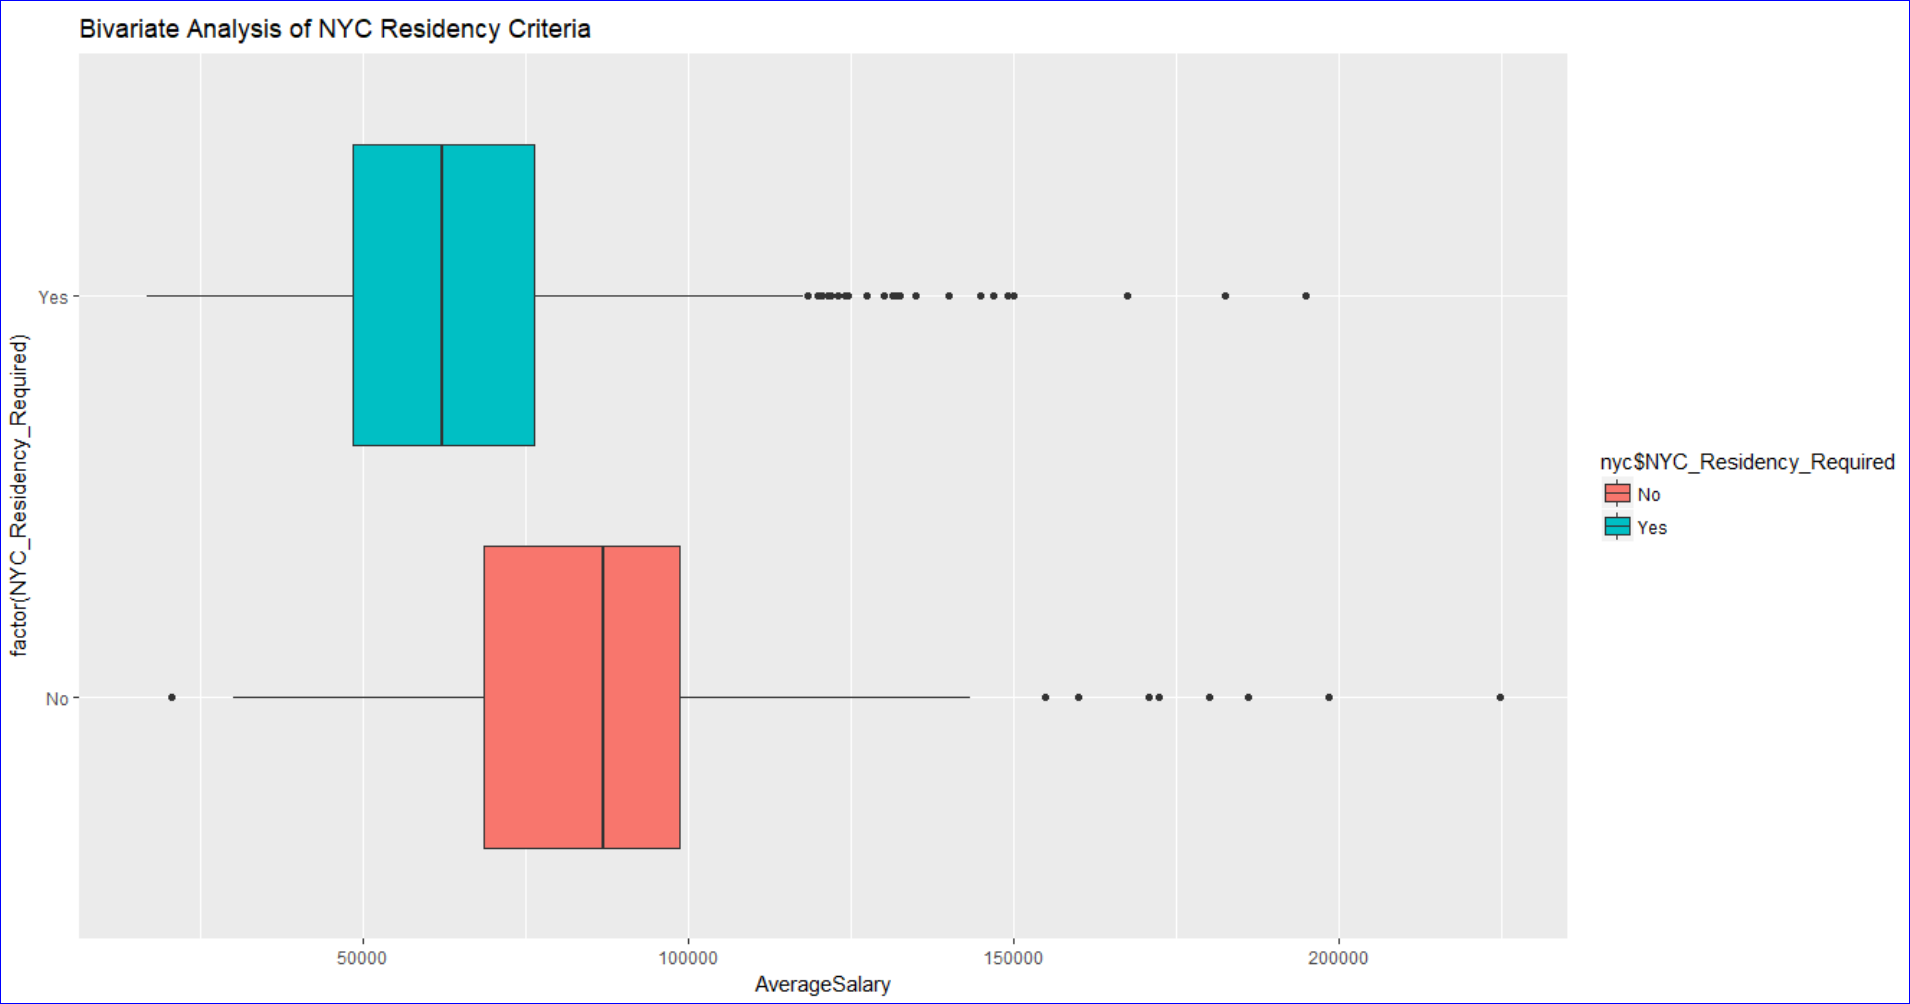 Bivariate Analysis of NYC Residency Criteria
factor(NYC_Residency_Required)
Yes
No
50000
100000
150000
200000
AverageSalary
nyc$NYC_Residency_Required
No
Yes